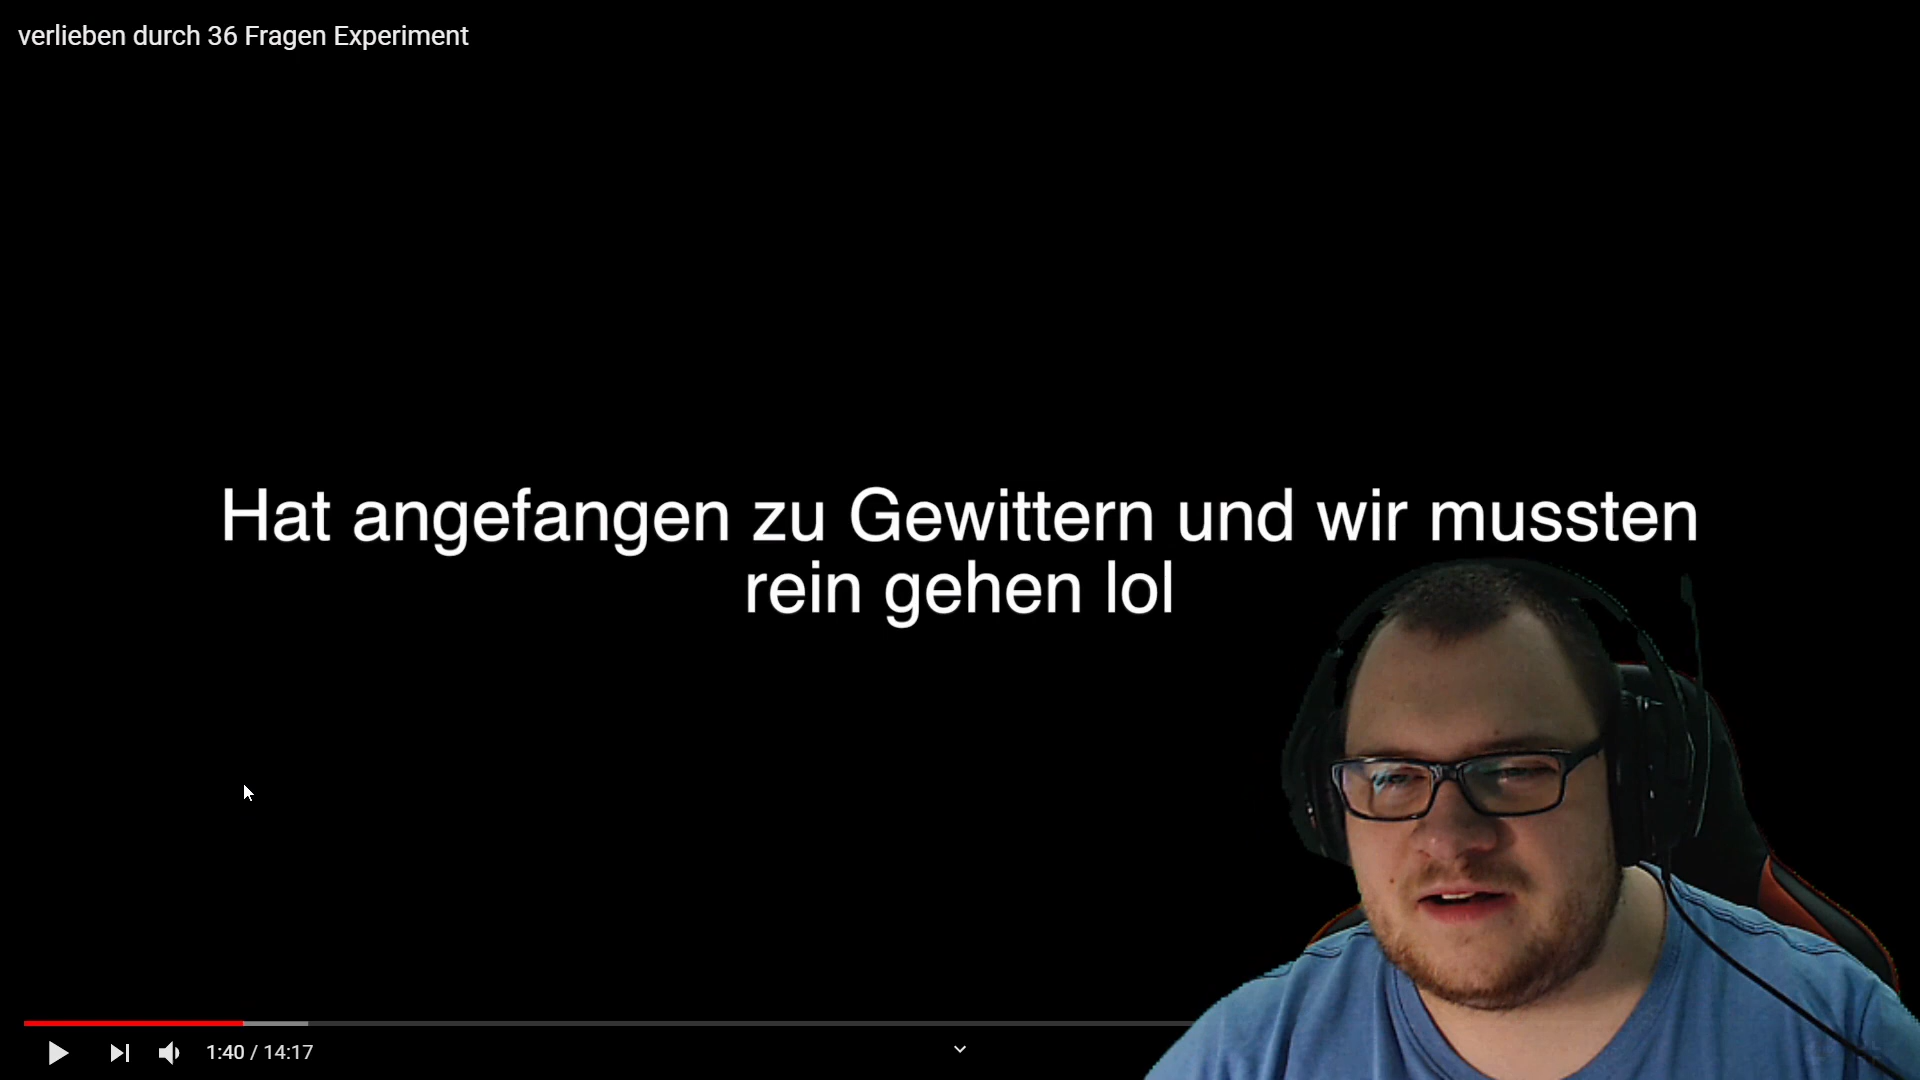 verlieben durch 36 Fragen Experiment
Hat angefangen zu Gewittern und wir mussten
rein gehen lol
1:40 / 14:17